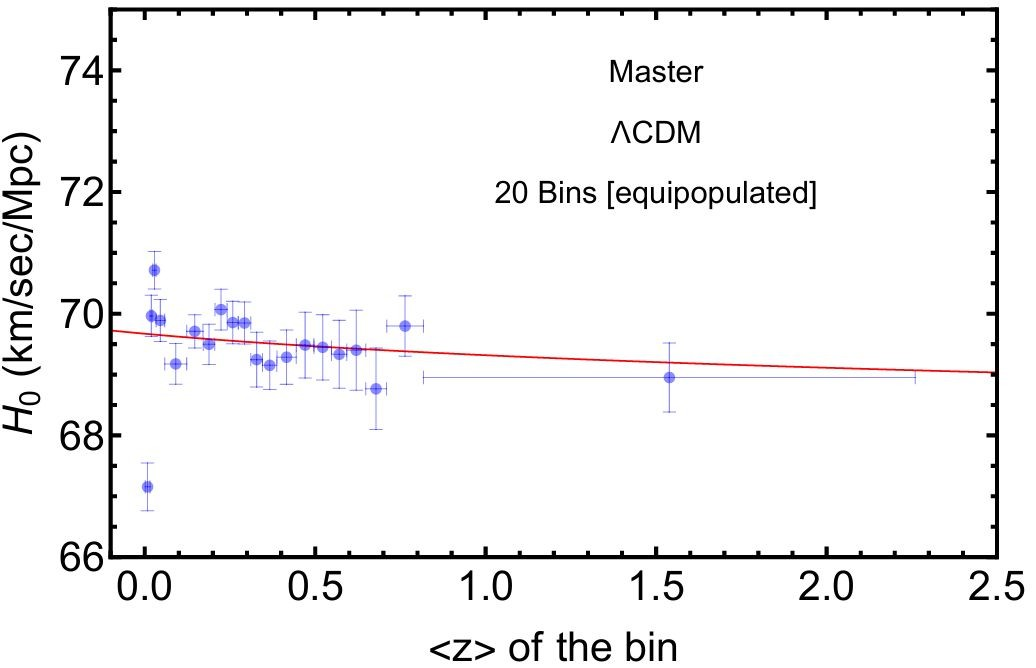 74
72
70
68
66
H0 (km/sec/Mpc)
Master
ΛCDM
20 Bins [equipopulated]
0.0 0.5 1.0 1.5 2.0 2.5
<z> of the bin